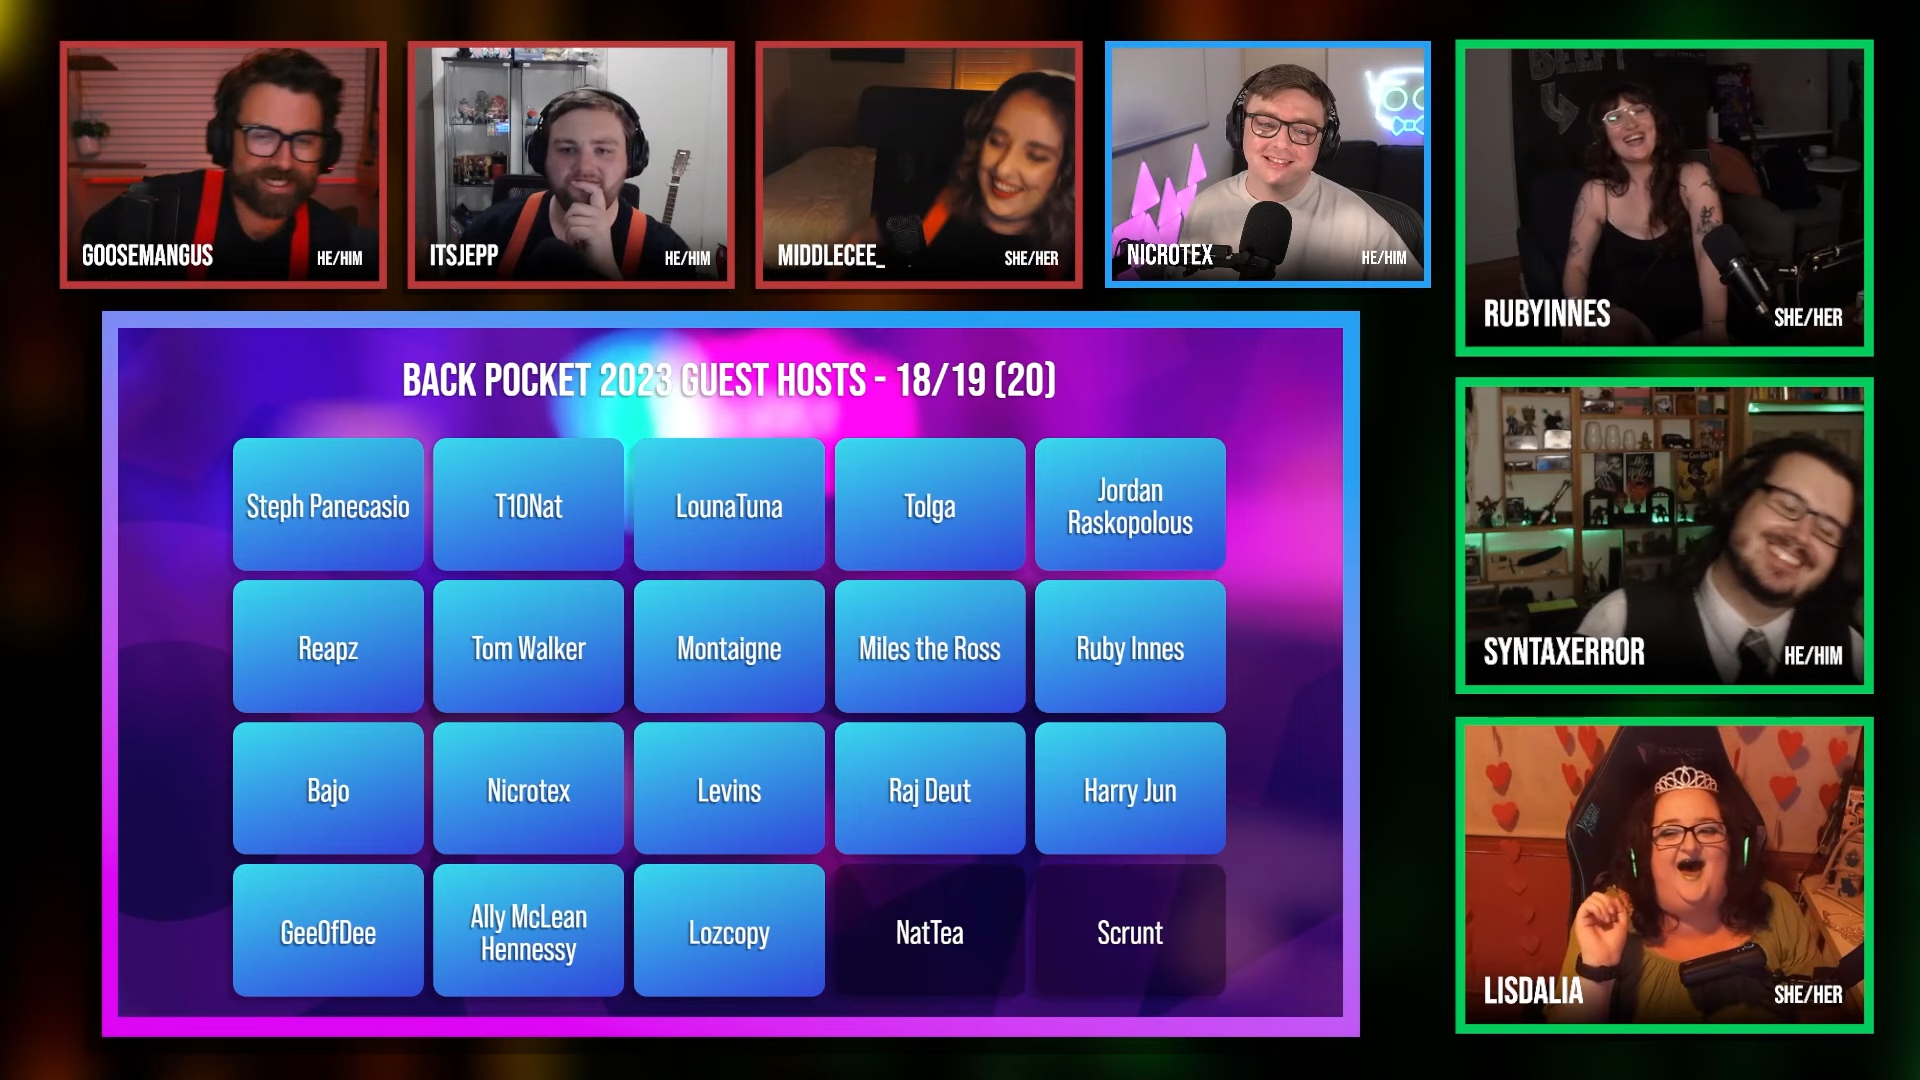 GOOSEMANGUS HE/HIM
ITSJEPP HE/HIM
MIDDLECEE_ SHE/HER
NICROTEX HE/HIM
BEEF
RUBYINNES SHE/HER
BACK POCKET 2023 GUEST HOSTS - 18/19 (20)
Steph Panecasio
T10Nat
LounaTuna
Tolga
Jordan
Raskopolous
Reapz
Tom Walker
Montaigne
Miles the Ross
Ruby Innes
Bajo
Nicrotex
Levins
Raj Deut
Harry Jun
GeeOfDee
Ally McLean
Hennessy
Lozcopy
NatTea
Scrunt
SYNTAXERROR HE/HIM
LISDALIA SHE/HER